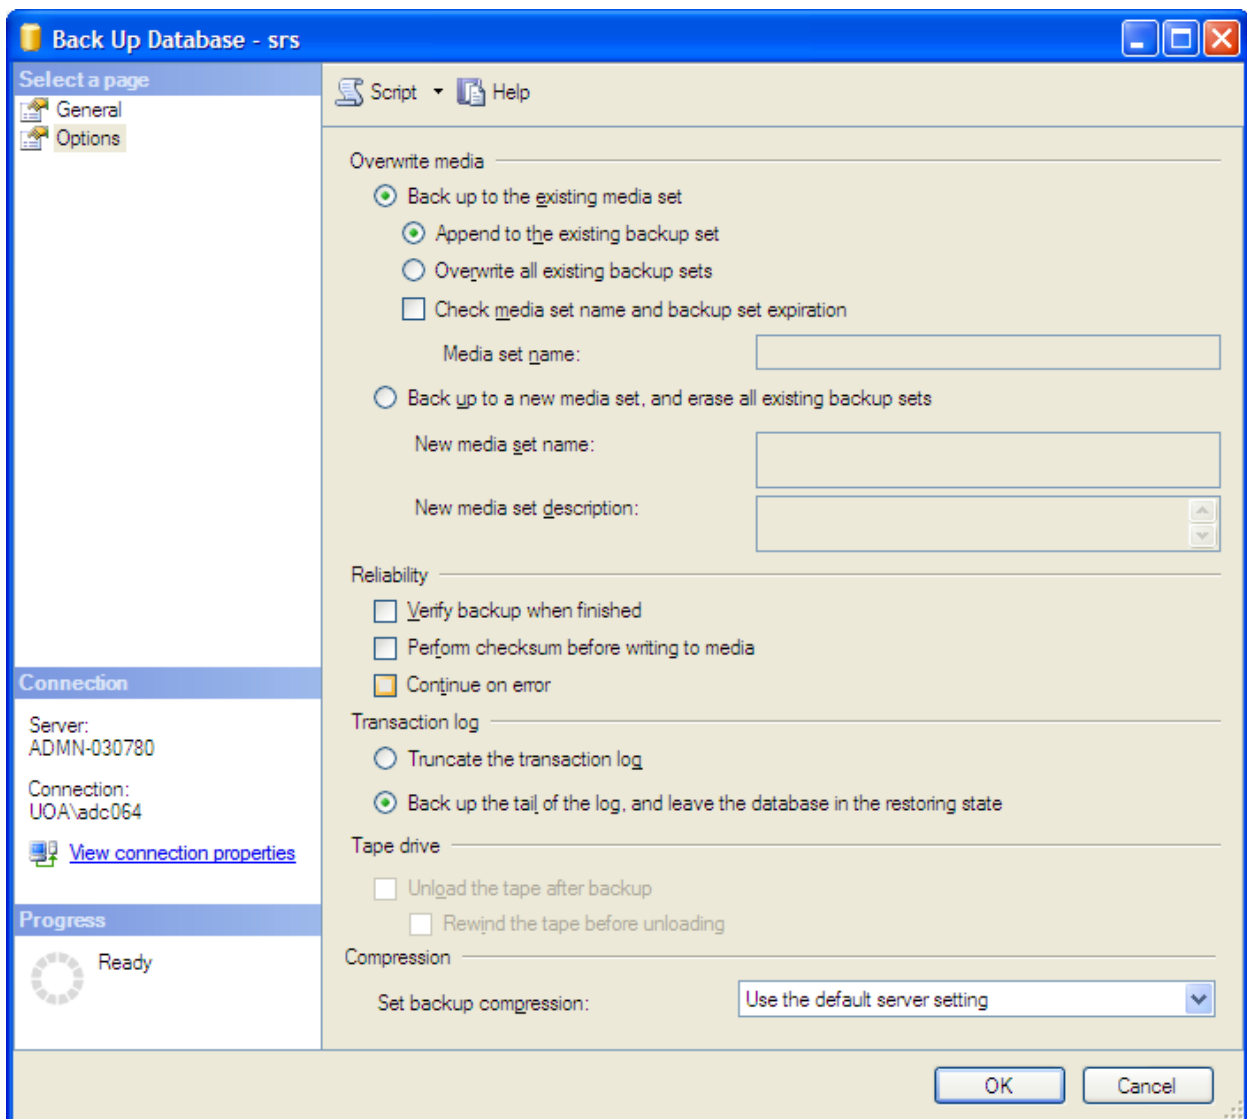 Back Up Database - srs
Select a page
General
Options
Script
Help
Overwrite media
Back up to the existing media set
Append to the existing backup set
Overwrite all existing backup sets
Check media set name and backup set expiration
Media set name:
Back up to a new media set, and erase all existing backup sets
New media set name:
New media set description:
Reliability
Verify backup when finished
Perform checksum before writing to media
Continue on error
Transaction log
Truncate the transaction log
Back up the tail of the log, and leave the database in the restoring state
Tape drive
Unload the tape after backup
Rewind the tape before unloading
Compression
Set backup compression: Use the default server setting
Connection
Server:
ADMN-030780
Connection:
UOA\adc064
View connection properties
Progress
Ready
OK Cancel